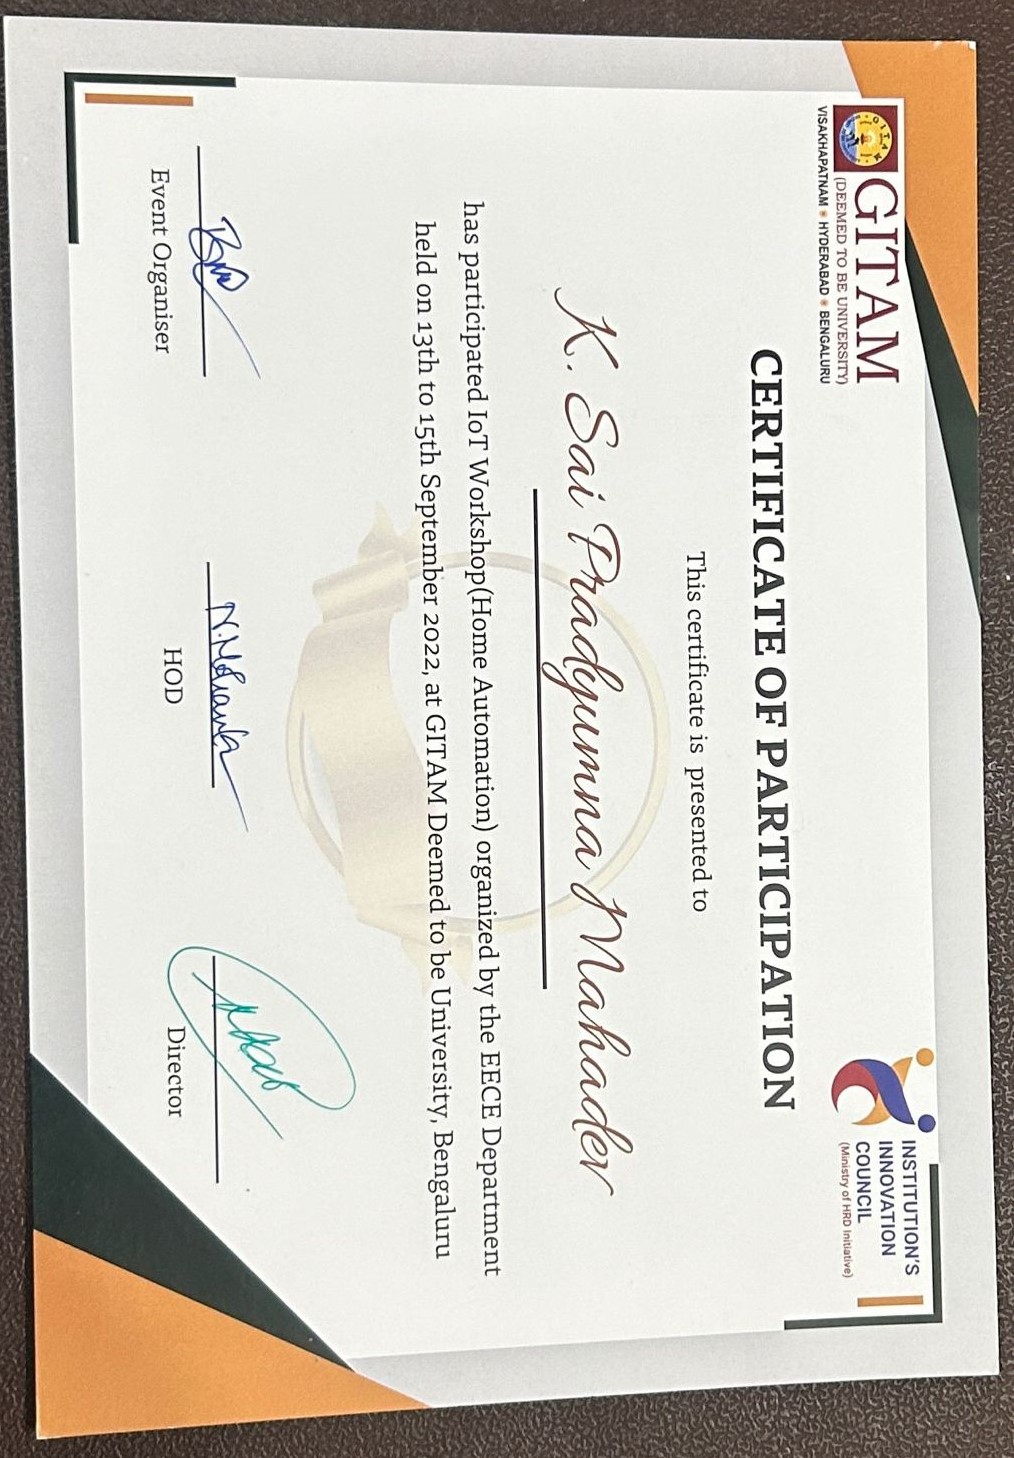 GITAM
(DEEMED TO BE UNIVERSITY)
VISAKHAPATNAM * HYDERABAD * BENGALURU
INSTITUTION'S
INNOVATION
COUNCIL
(Ministry of HRD Initiative)
CERTIFICATE OF PARTICIPATION
This certificate is presented to
K. Sai Pradyumna Mahadev
has participated IoT Workshop(Home Automation) organized by the EECE Department
held on 13th to 15th September 2022, at GITAM Deemed to be University, Bengaluru
Event Organiser
HOD
Director